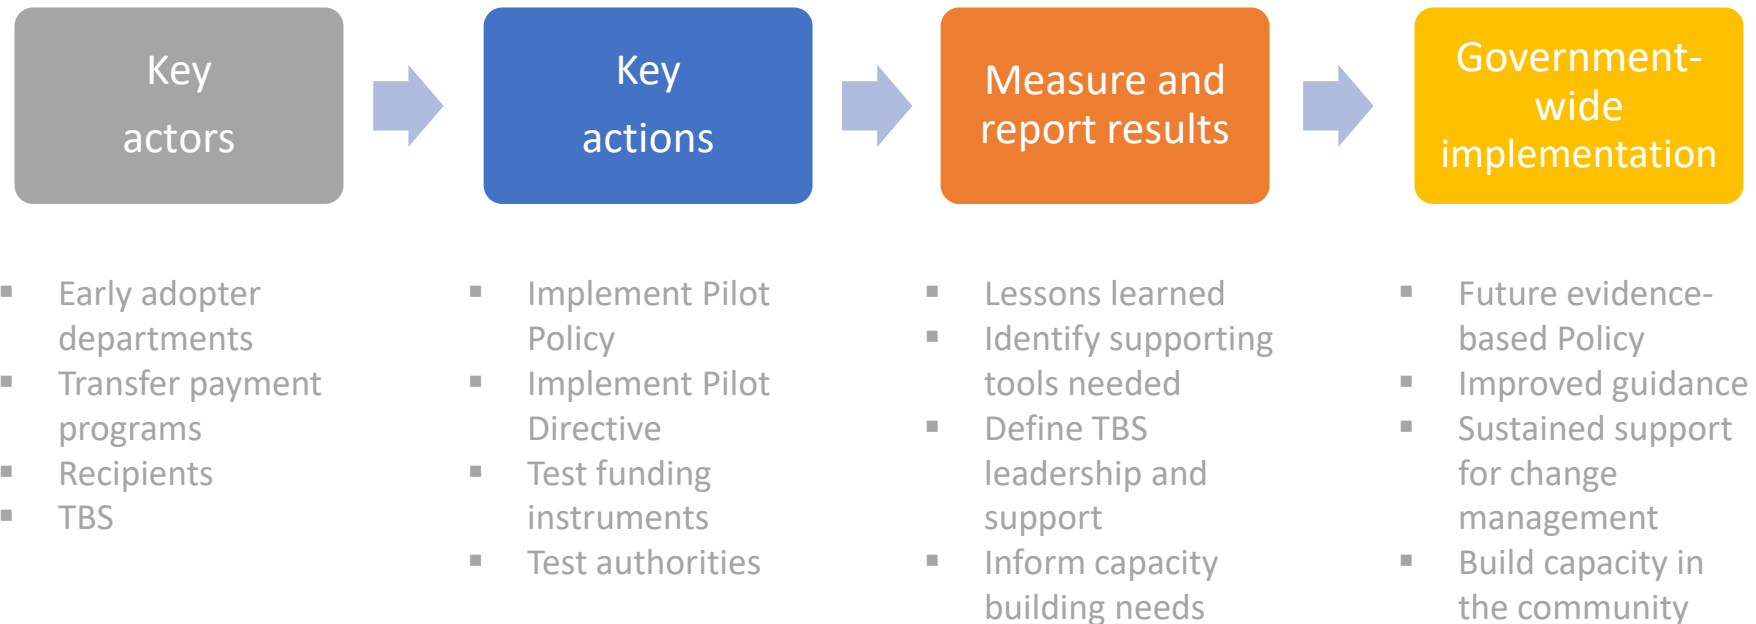 Key
actors
Key
actions
Measure and
report results
Government-
wide
implementation
▪ Early adopter
departments
▪ Transfer payment
programs
▪ Recipients
▪ TBS
▪ Implement Pilot
Policy
▪ Implement Pilot
Directive
▪ Test funding
instruments
▪ Test authorities
▪ Lessons learned
▪ Identify supporting
tools needed
▪ Define TBS
leadership and
support
▪ Inform capacity
building needs
▪ Future evidence-
based Policy
▪ Improved guidance
▪ Sustained support
for change
management
▪ Build capacity in
the community